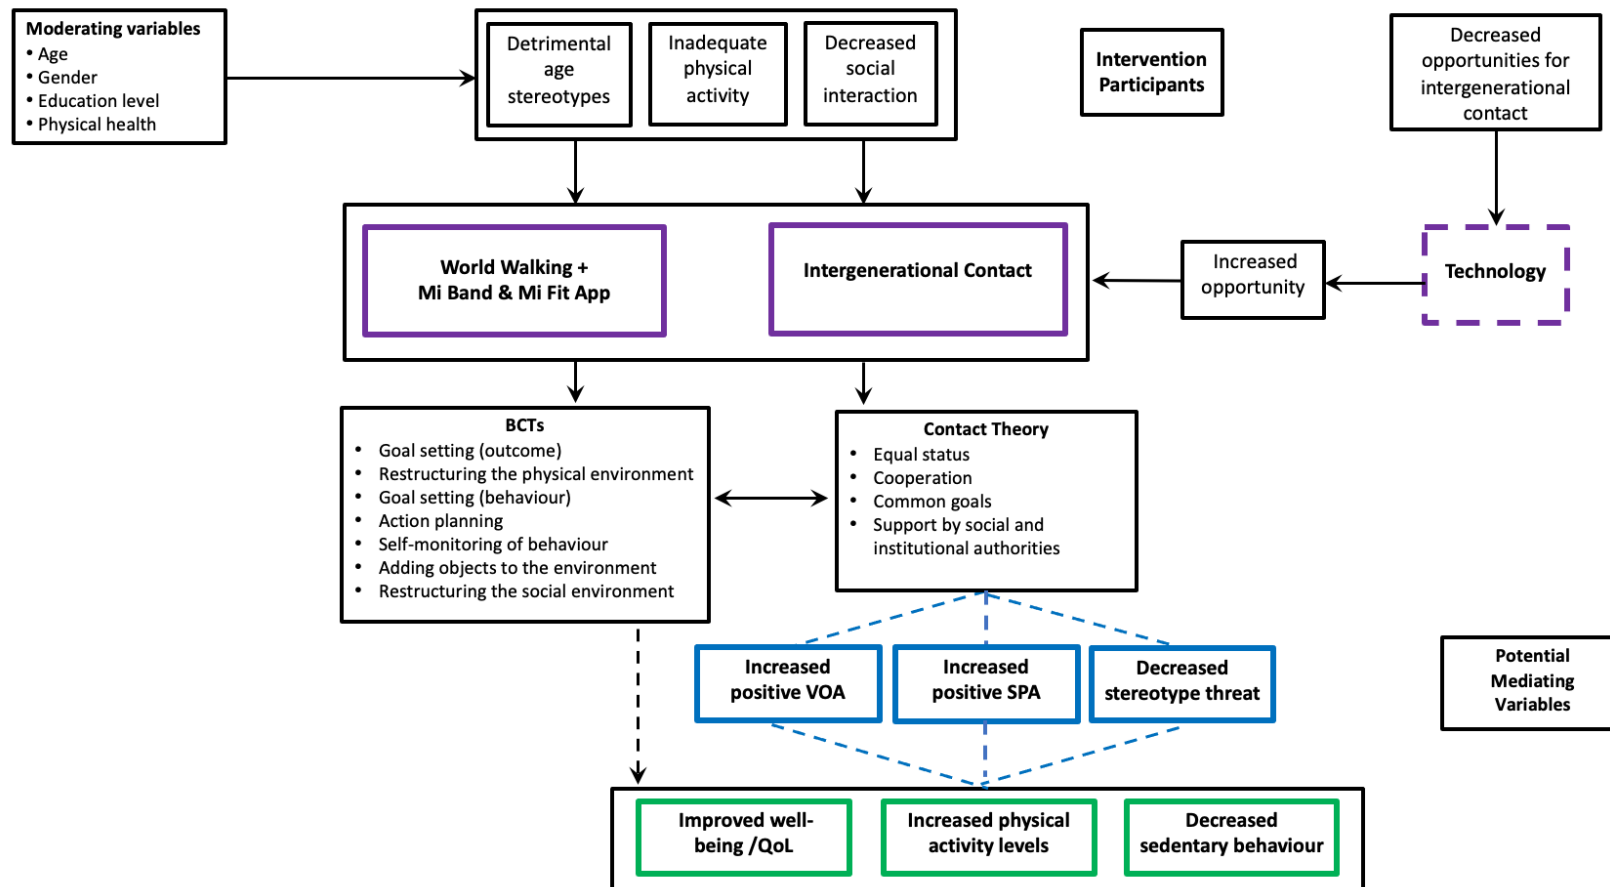 Moderating variables
• Age
• Gender
• Education level
• Physical health
Detrimental
age
stereotypes
Inadequate
physical
activity
Decreased
social
interaction
Intervention
Participants
Decreased
opportunities for
intergenerational
contact
World Walking +
Mi Band & Mi Fit App
Intergenerational Contact
Increased
opportunity
Technology
BCTs
• Goal setting (outcome)
• Restructuring the physical environment
• Goal setting (behaviour)
• Action planning
• Self-monitoring of behaviour
• Adding objects to the environment
• Restructuring the social environment
Contact Theory
• Equal status
• Cooperation
• Common goals
• Support by social and
institutional authorities
Increased
positive VOA
Increased
positive SPA
Decreased
stereotype threat
Potential
Mediating
Variables
Improved well-
being /QoL
Increased physical
activity levels
Decreased
sedentary behaviour